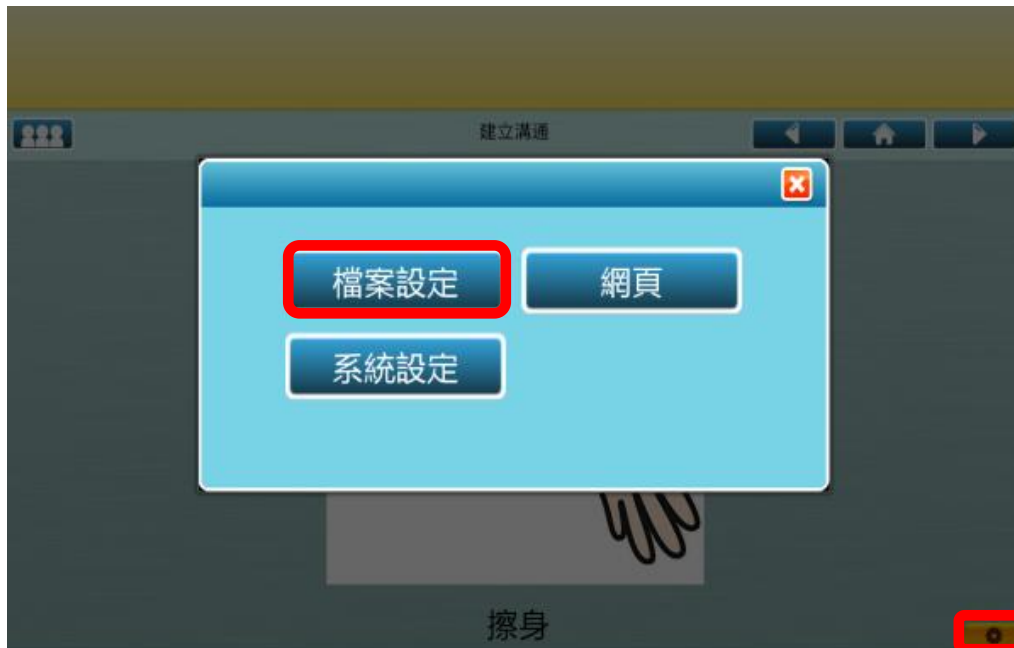 建立溝通
檔案設定
網頁
系統設定
擦身